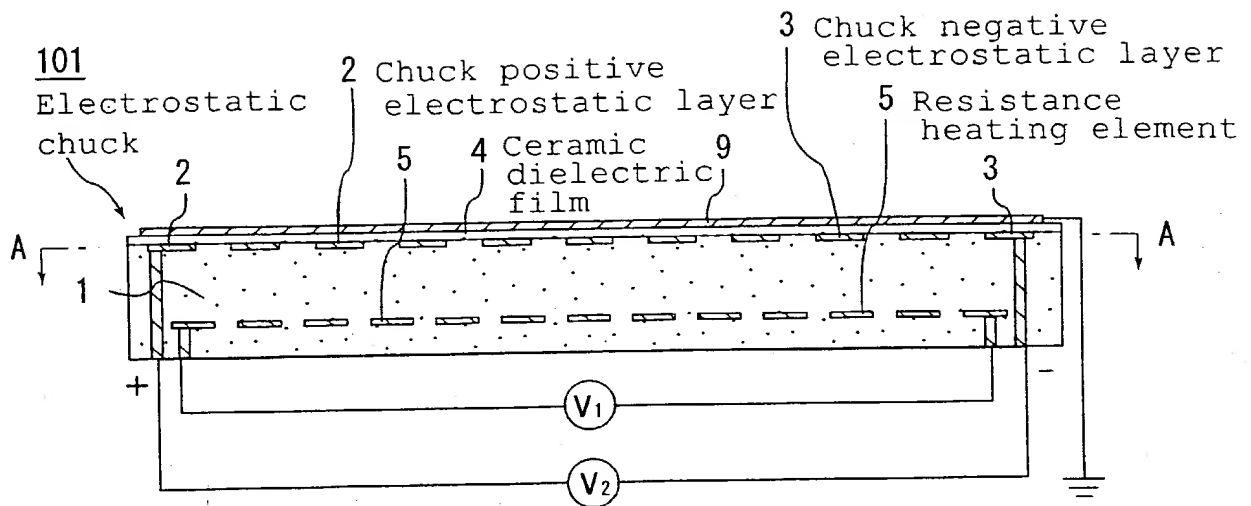 101
Electrostatic
chuck
2 Chuck positive
electrostatic layer
3 Chuck negative
electrostatic layer
5 Resistance
heating element
2
5
4 Ceramic
dielectric
film
9
3
A
A
1
+
-
V1
V2